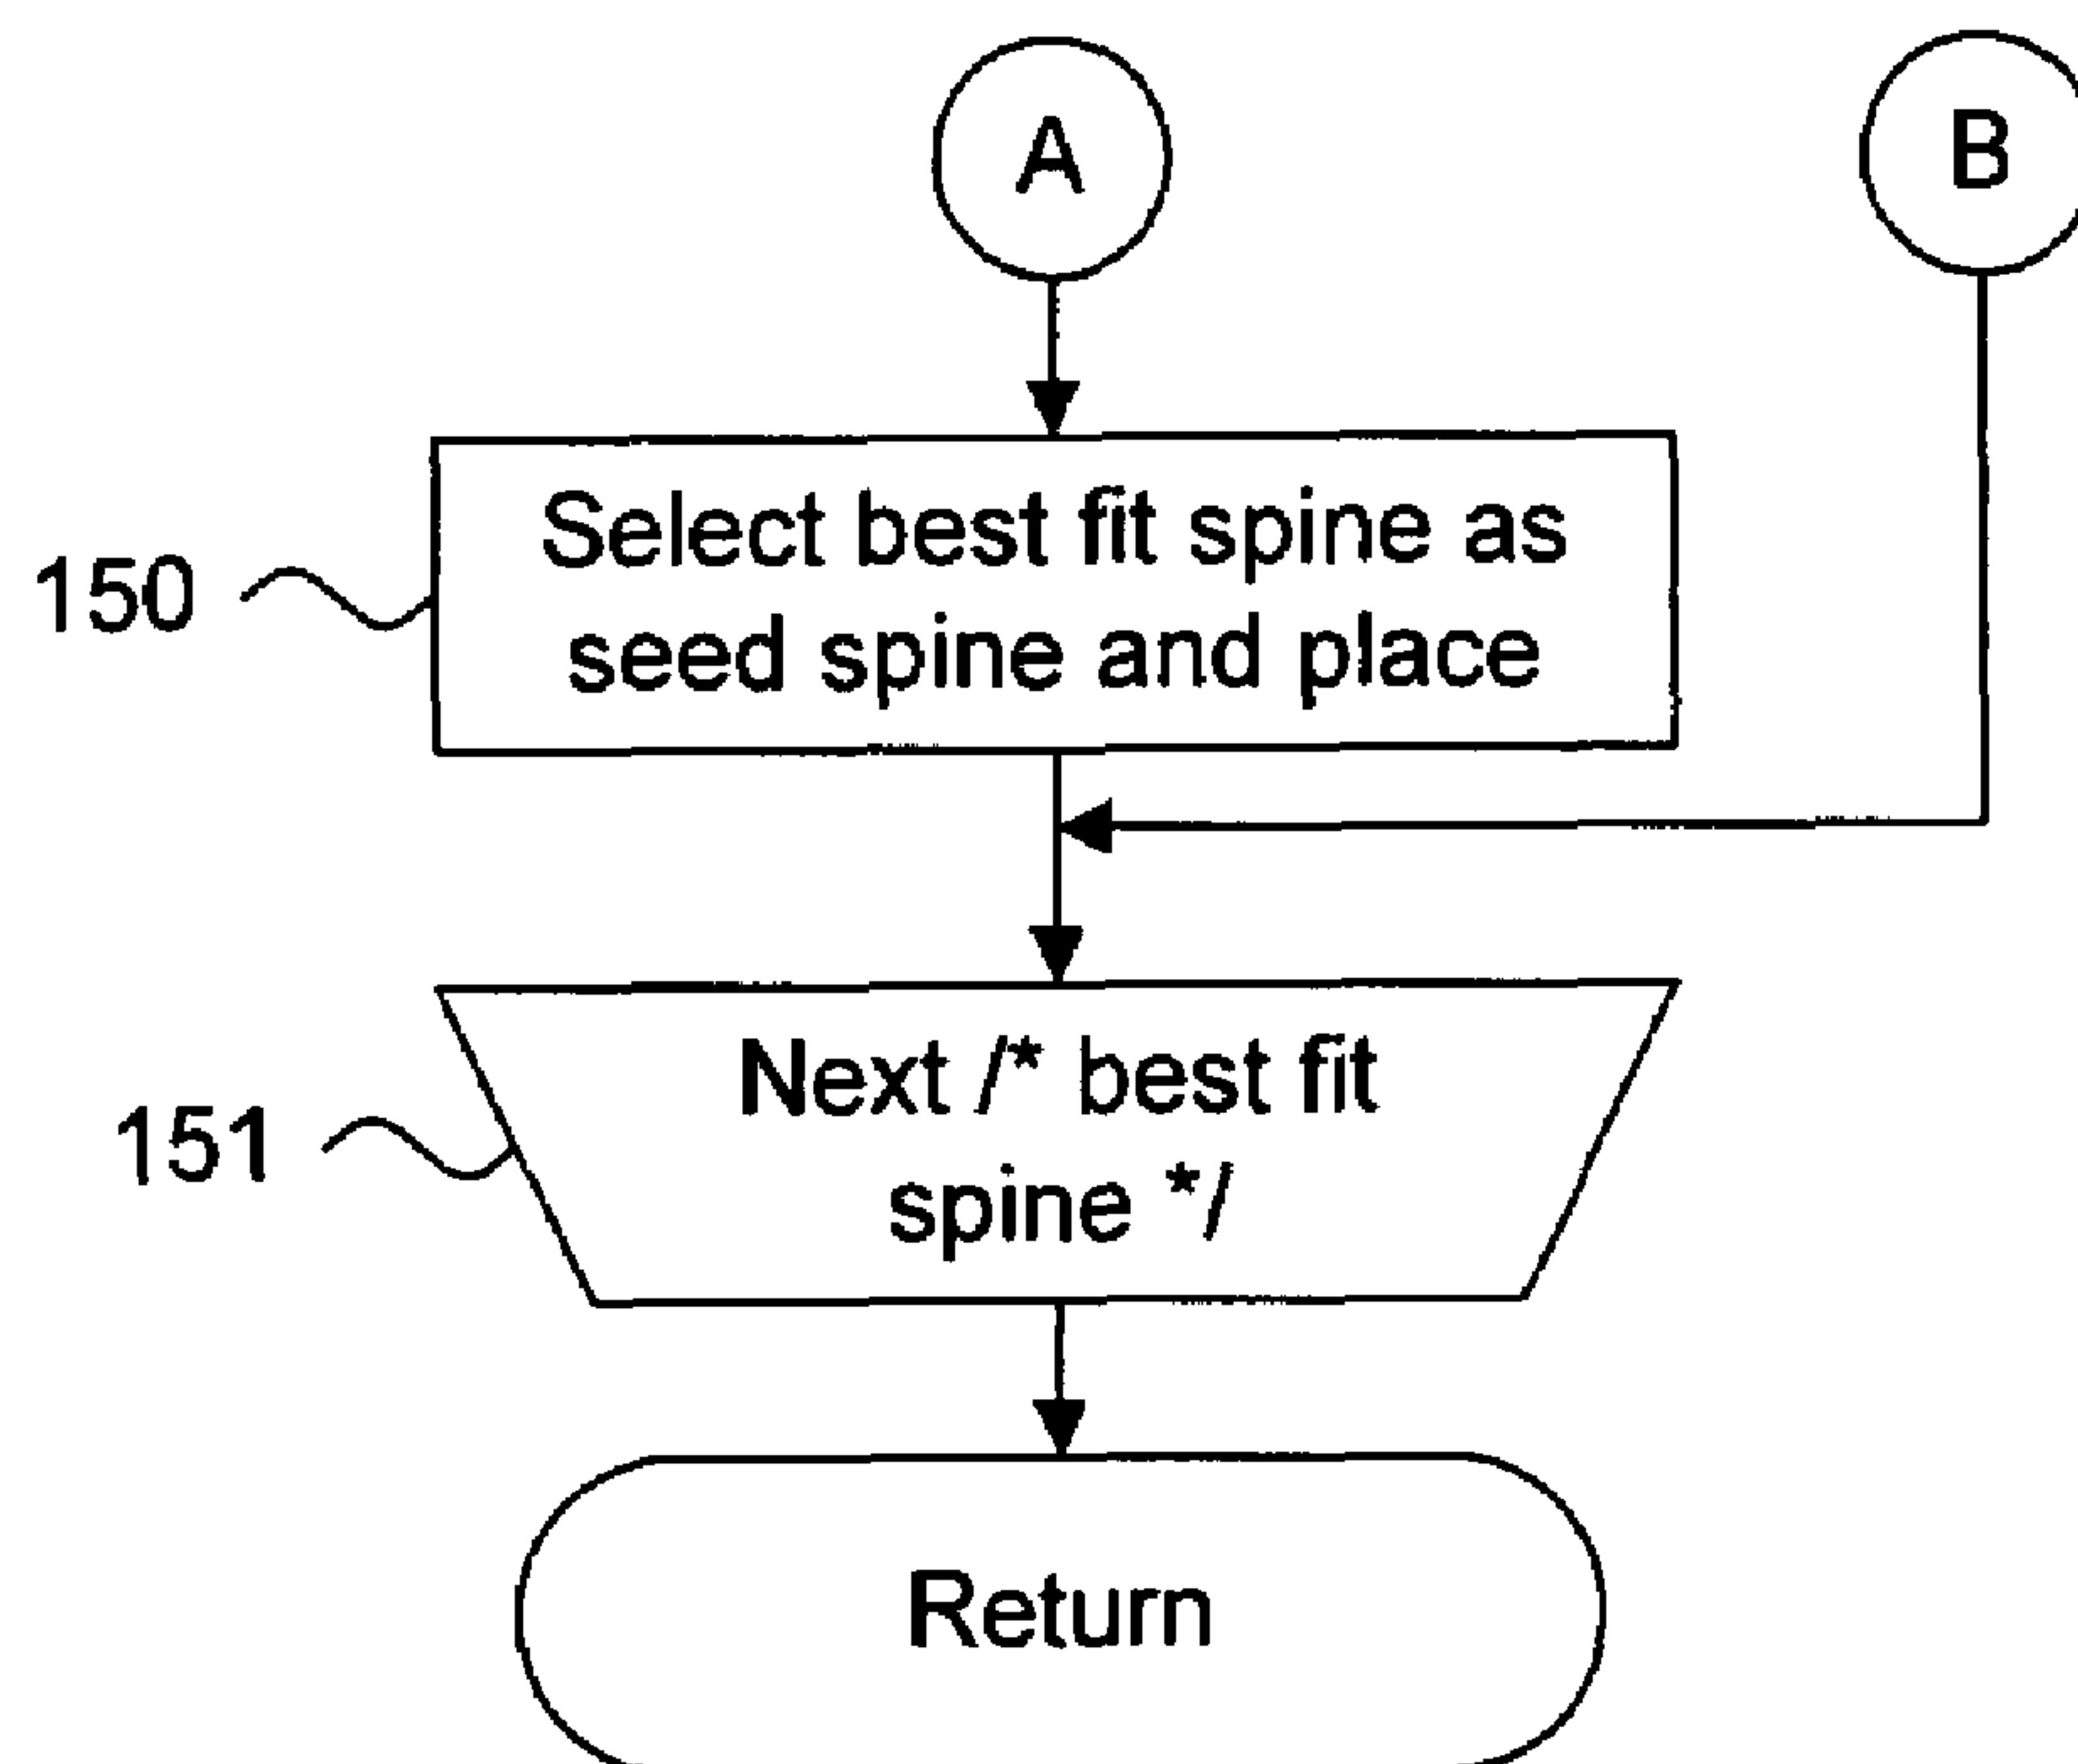 A
B
150
Select best fit spine as
seed spine and place
151
Next /* best fit
spine */
Return